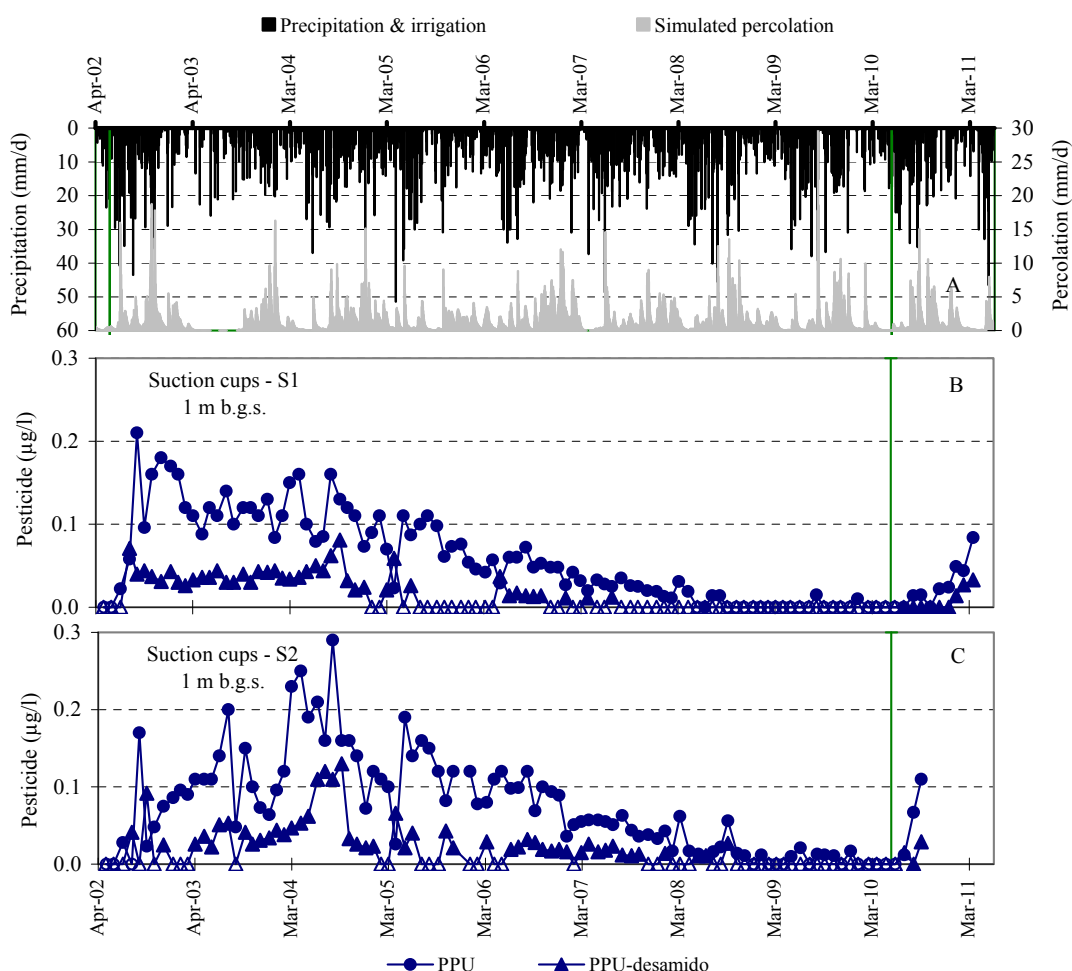 Precipitation & irrigation
Simulated percolation
Apr-02
Apr-03
Mar-04
Mar-05
Mar-06
Mar-07
Mar-08
Mar-09
Mar-10
Mar-11
Precipitation (mm/d)
0
10
20
30
40
50
60
30
25
20
15
10
5
0
Percolation (mm/d)
A
Pesticide (µg/l)
0.3
0.2
0.1
0.0
Suction cups - S1
1 m b.g.s.
B
Pesticide (µg/l)
0.3
0.2
0.1
0.0
Suction cups - S2
1 m b.g.s.
C
Apr-02
Apr-03
Mar-04
Mar-05
Mar-06
Mar-07
Mar-08
Mar-09
Mar-10
Mar-11
PPU
PPU-desamido